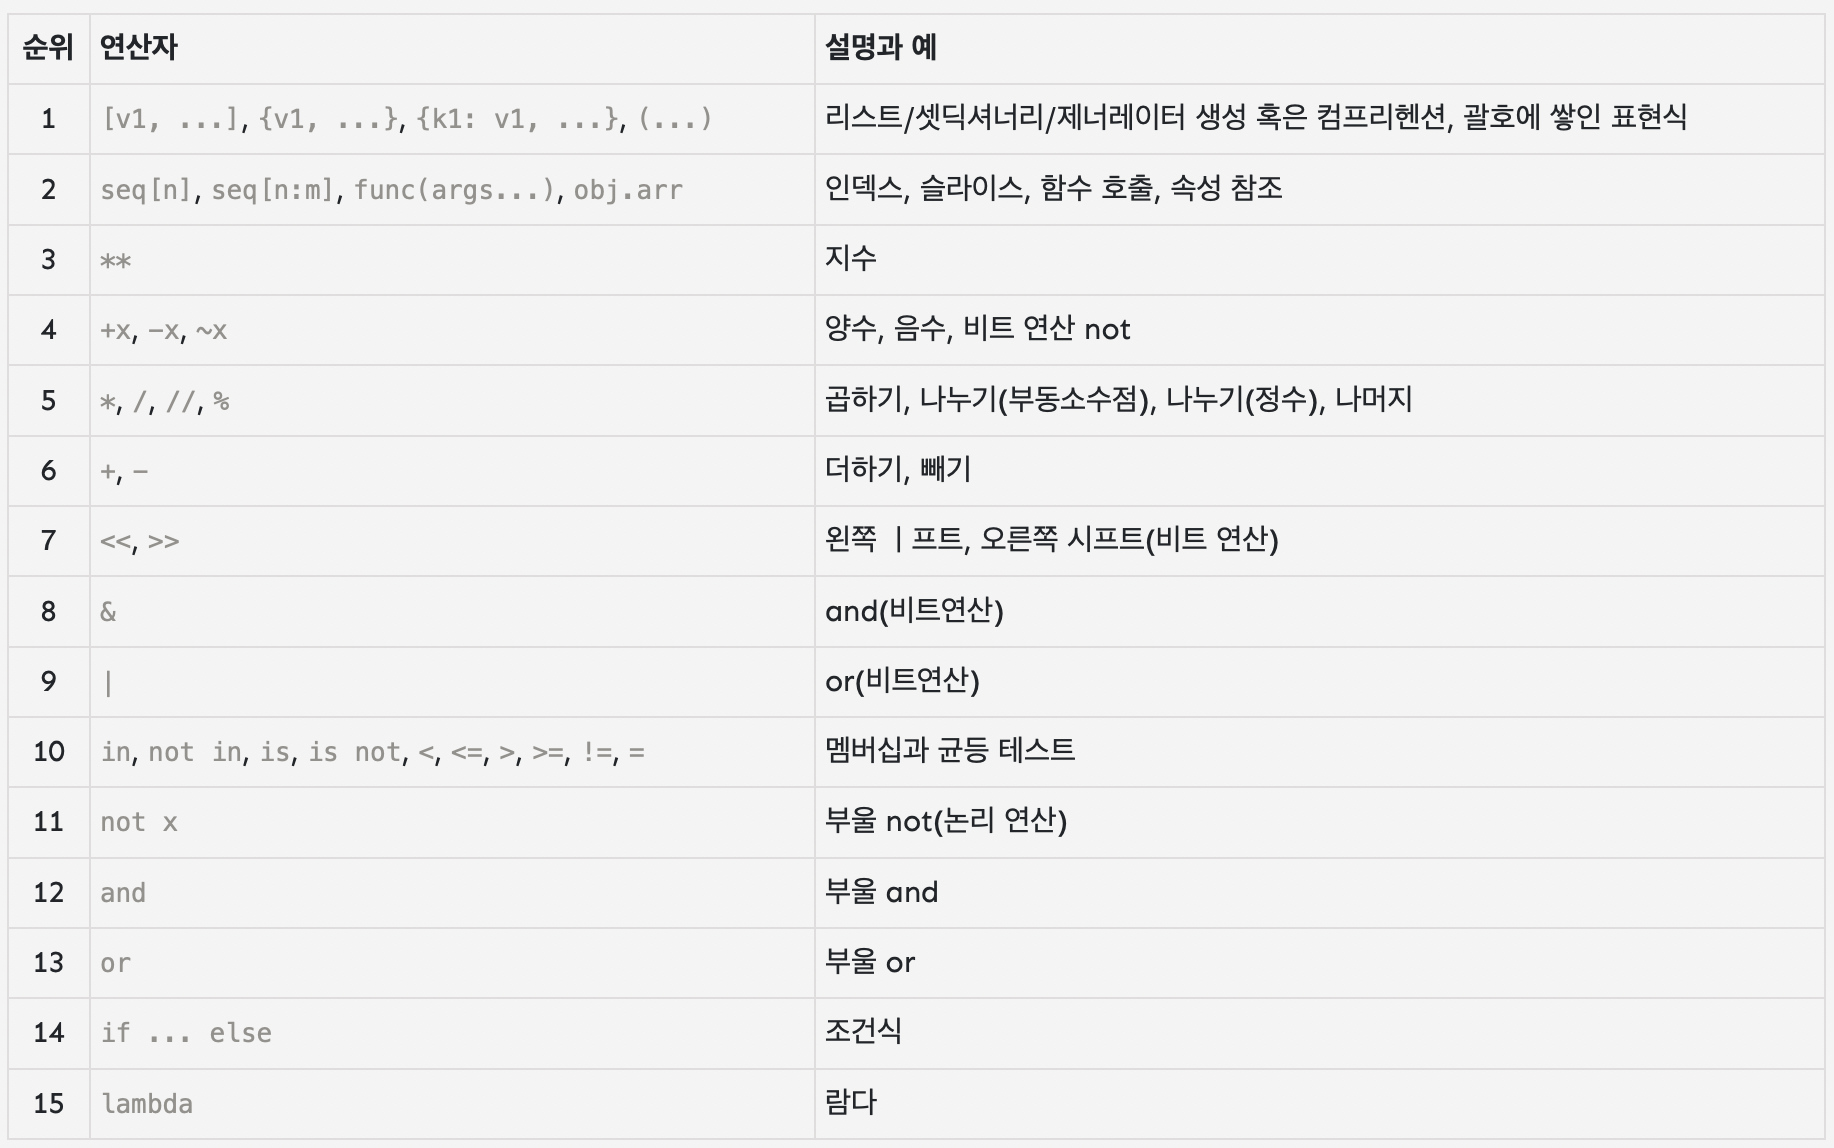 순위 연산자 설명과 예
1 [v1, ...], {v1, ...}, {k1: v1, ...}, (...) 리스트/셋딕셔너리/제너레이터 생성 혹은 컴프리헨션, 괄호에 쌓인 표현식
2 seq[n], seq[n:m], func(args...), obj.arr 인덱스, 슬라이스, 함수 호출, 속성 참조
3 ** 지수
4 +x, -x, ~x 양수, 음수, 비트 연산 not
5 *, /, //, % 곱하기, 나누기(부동소수점), 나누기(정수), 나머지
6 +, - 더하기, 빼기
7 <<, >> 왼쪽 ㅣ프트, 오른쪽 시프트(비트 연산)
8 & and(비트연산)
9 | or(비트연산)
10 in, not in, is, is not, <, <=, >, >=, !=, = 멤버십과 균등 테스트
11 not x 부울 not(논리 연산)
12 and 부울 and
13 or 부울 or
14 if ... else 조건식
15 lambda 람다